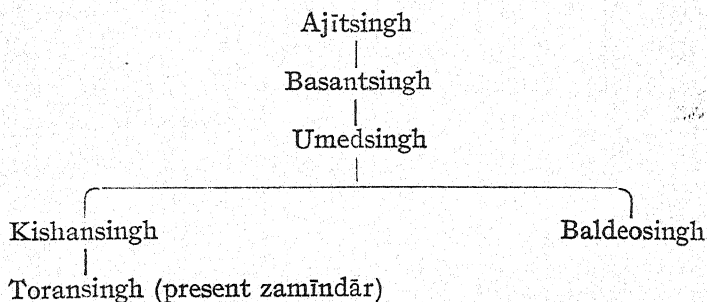 Ajītsingh
Basantsingh
Umedsingh
Kishansingh Baldeosingh
Toransingh (present zamīndār)